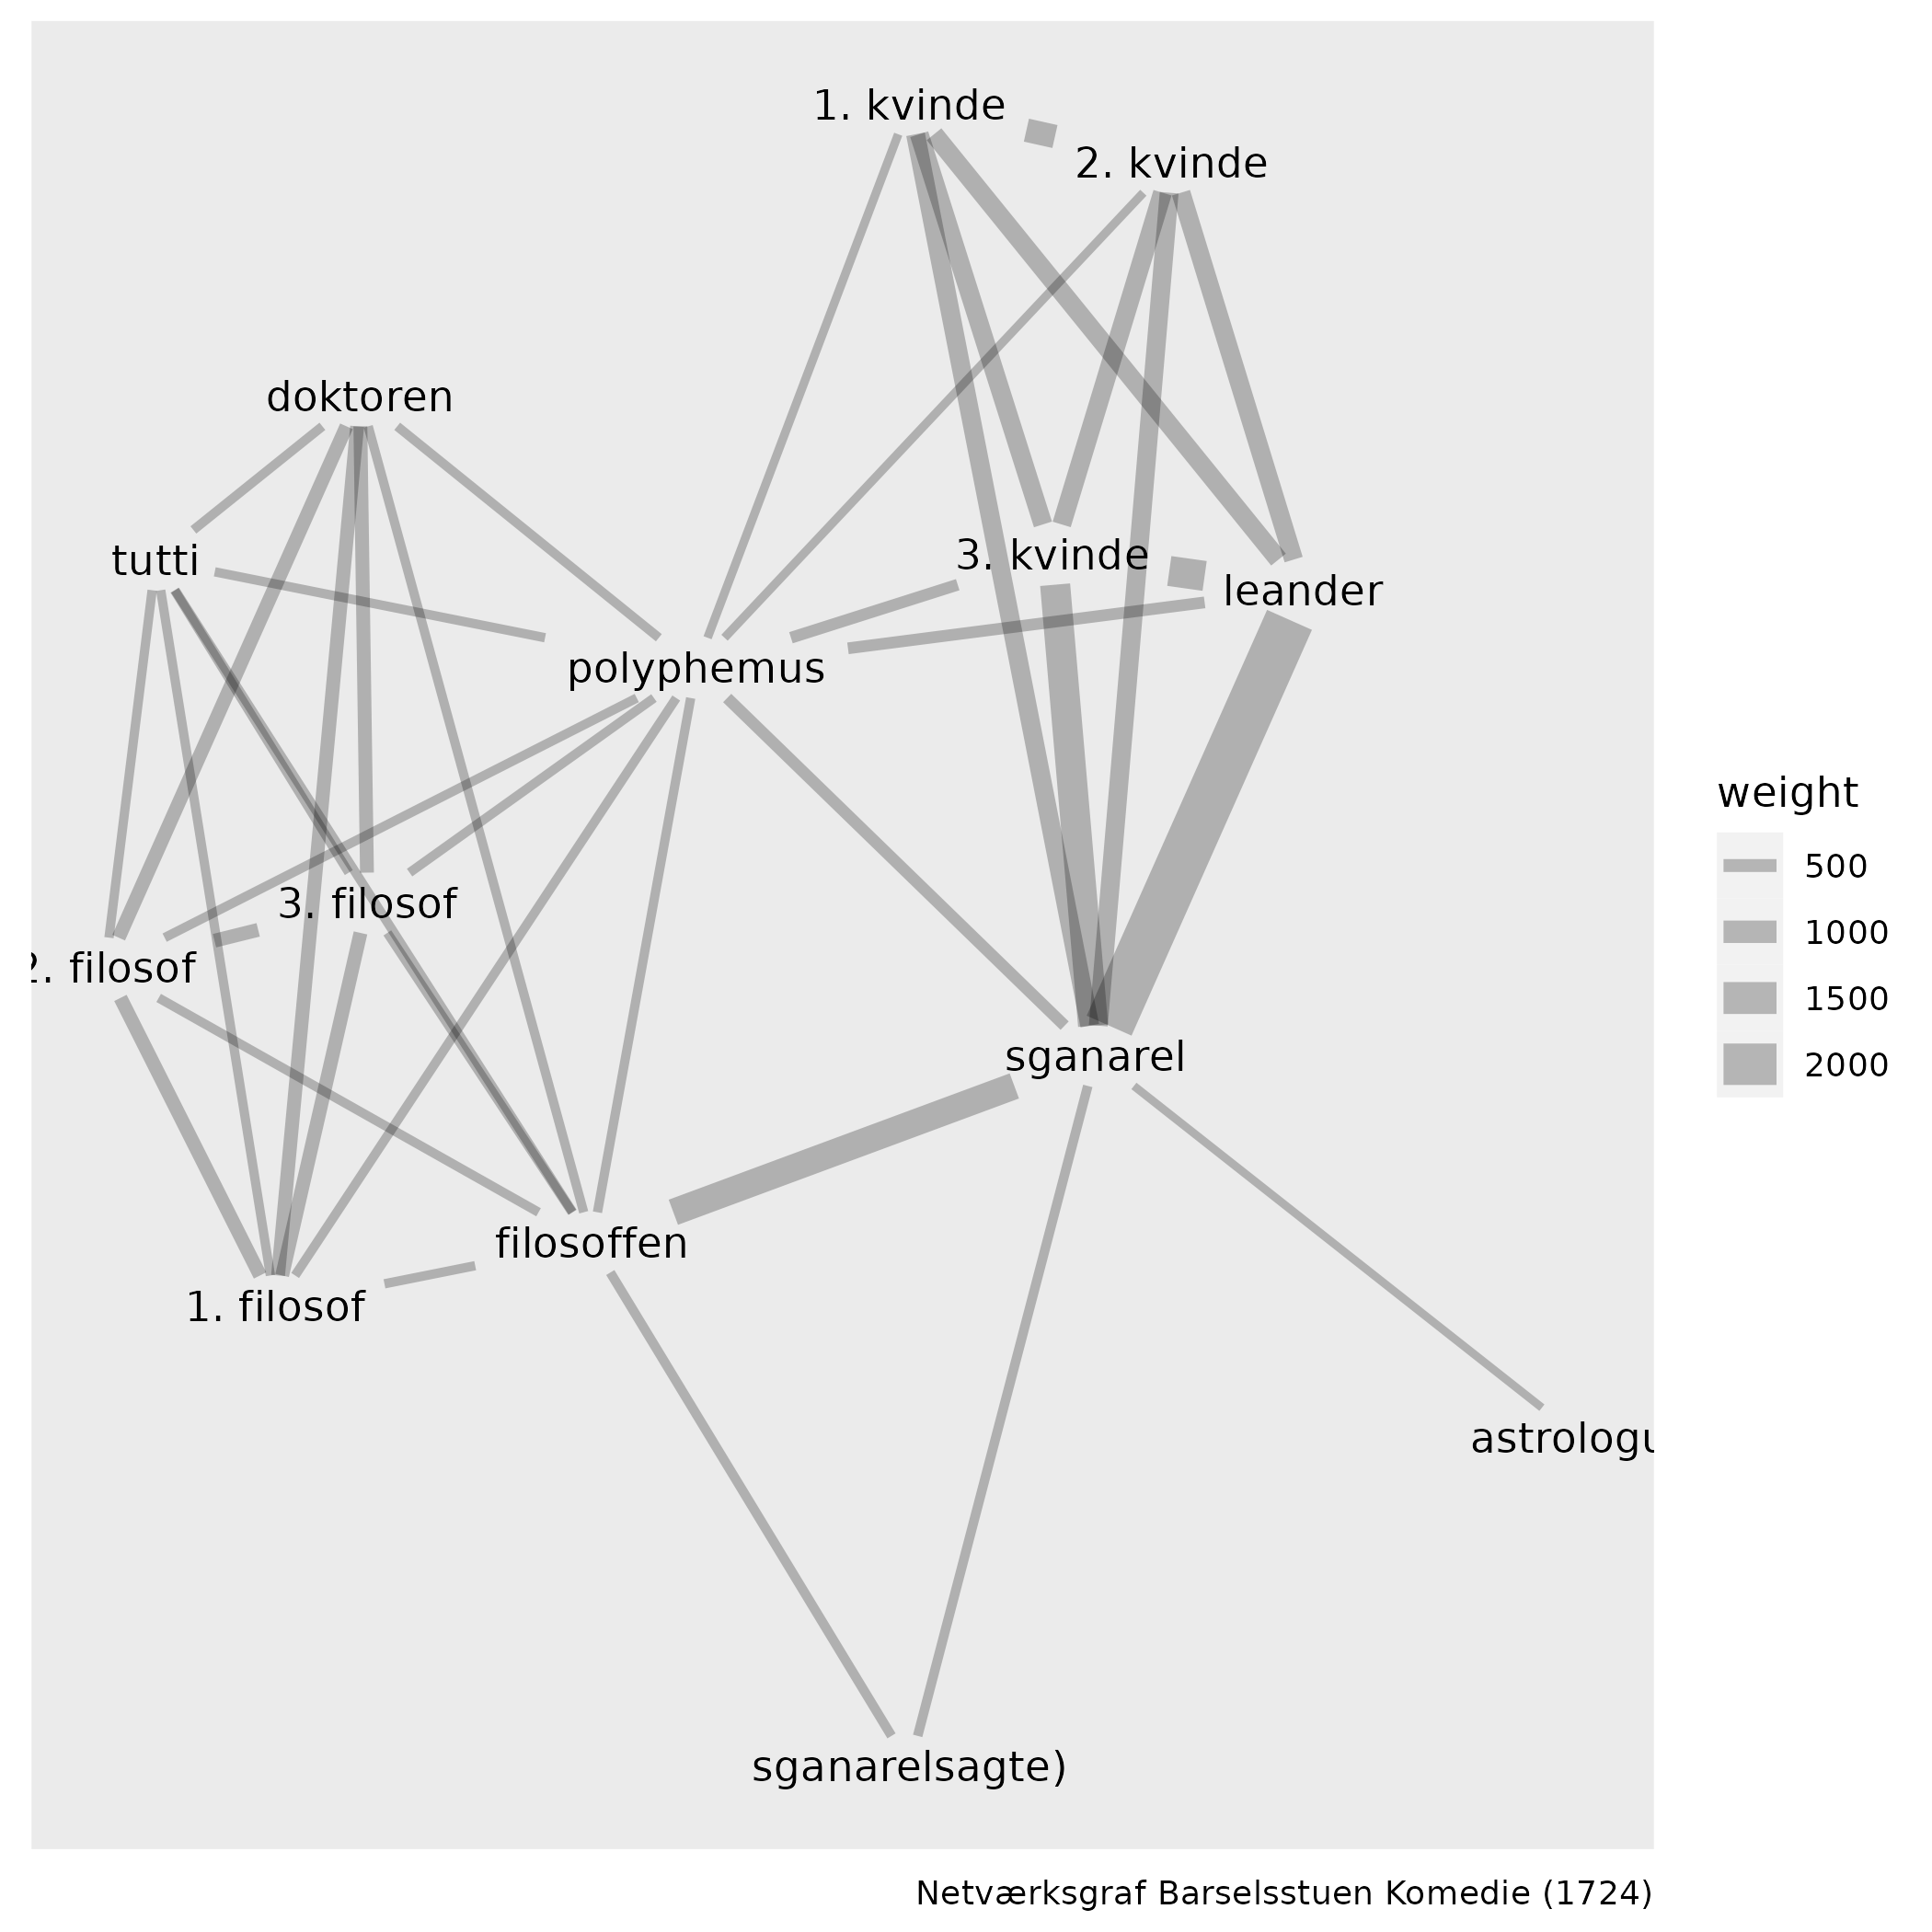 1. kvinde
2. kvinde
doktoren
tutti
3. kvinde
leander
polyphemus
weight
500
1000
1500
2000
3. filosof
2. filosof
sganarel
filosoffen
1. filosof
astrologu
sganarelsagte)
Netværksgraf Barselsstuen Komedie (1724)